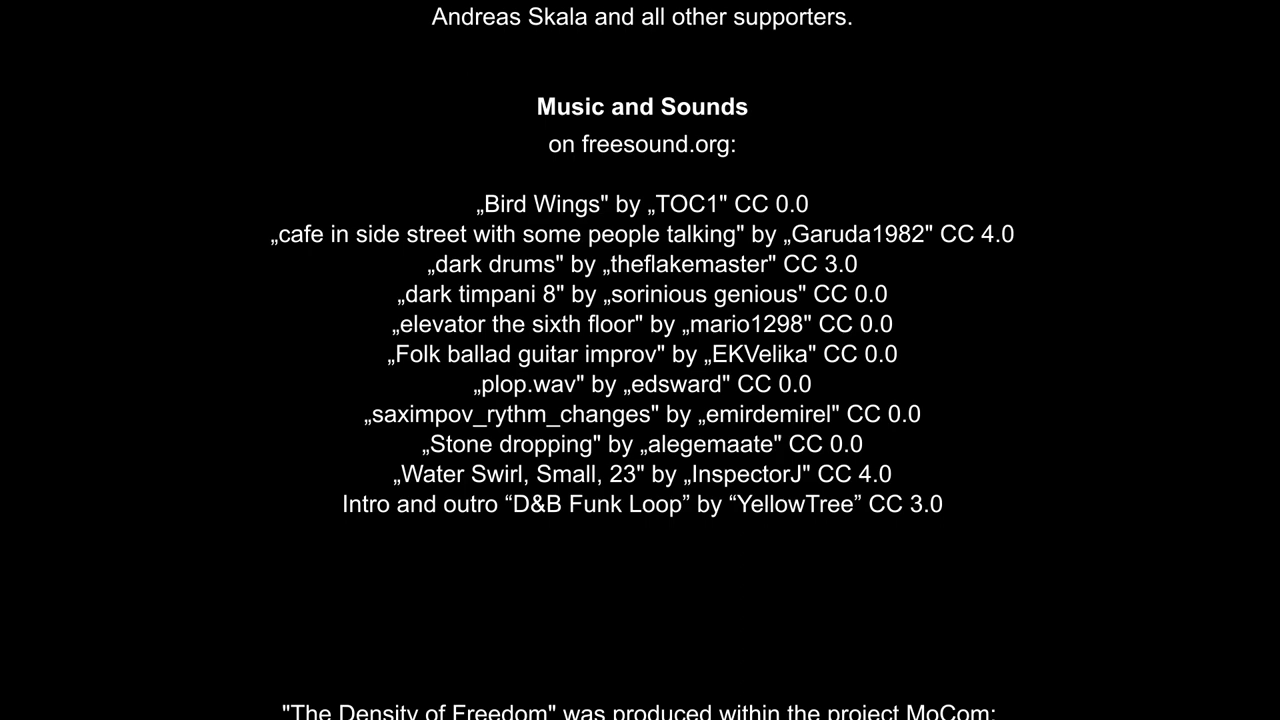 Andreas Skala and all other supporters.
Music and Sounds
on freesound.org:
„Bird Wings" by „TOC1" CC 0.0
„cafe in side street with some people talking" by „Garuda1982" CC 4.0
„dark drums" by „theflakemaster" CC 3.0
„dark timpani 8" by „sorinious genious" CC 0.0
„elevator the sixth floor" by „mario1298" CC 0.0
„Folk ballad guitar improv" by „EKVelika" CC 0.0
„plop.wav" by „edsward" CC 0.0
„saximpov_rythm_changes" by „emirdemirel" CC 0.0
„Stone dropping" by „alegemaate" CC 0.0
„Water Swirl, Small, 23" by „InspectorJ" CC 4.0
Intro and outro “D&B Funk Loop” by “YellowTree” CC 3.0
"The Density of Freedom" was produced within the project MoCom: